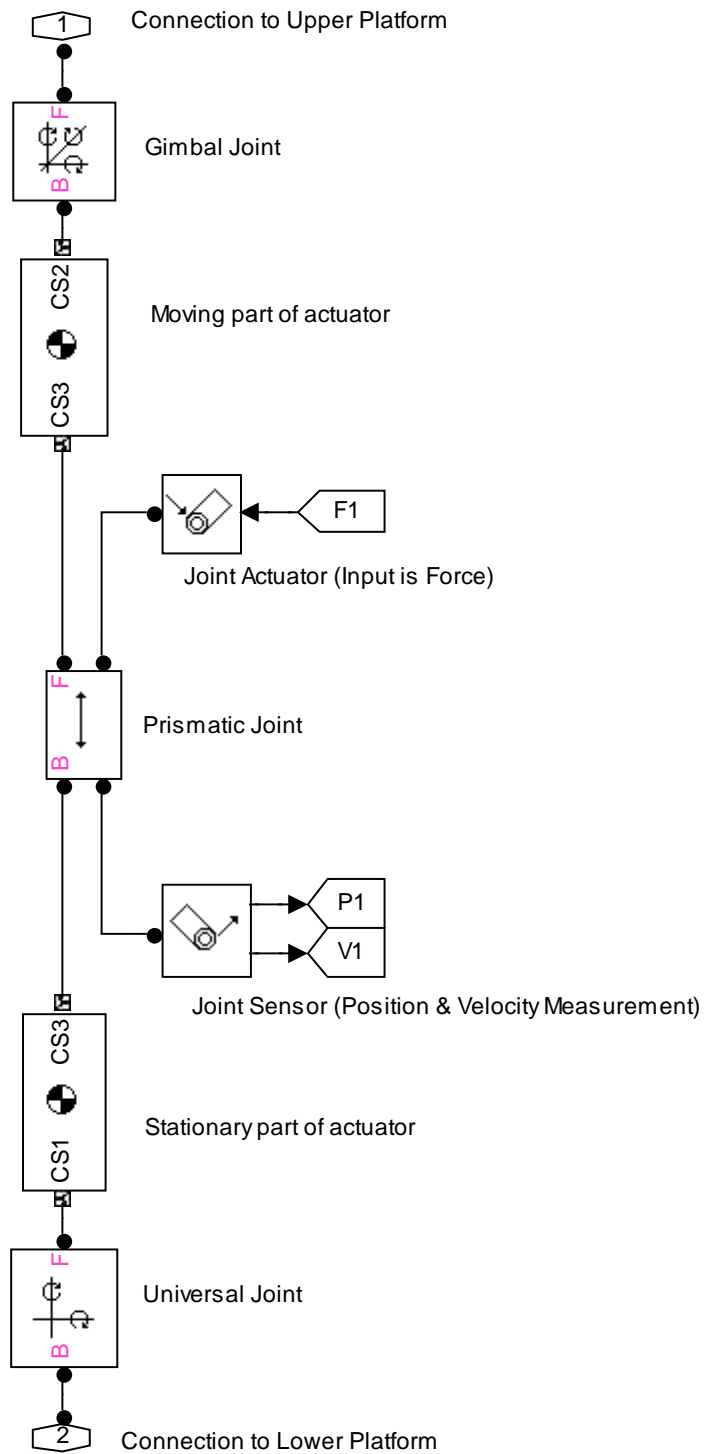 1
Connection to Upper Platform
F
Gimbal Joint
B
CS2
Moving part of actuator
CS3
F1
Joint Actuator (Input is Force)
F
Prismatic Joint
B
P1
V1
Joint Sensor (Position & Velocity Measurement)
CS3
Stationary part of actuator
CS1
F
Universal Joint
B
2
Connection to Lower Platform